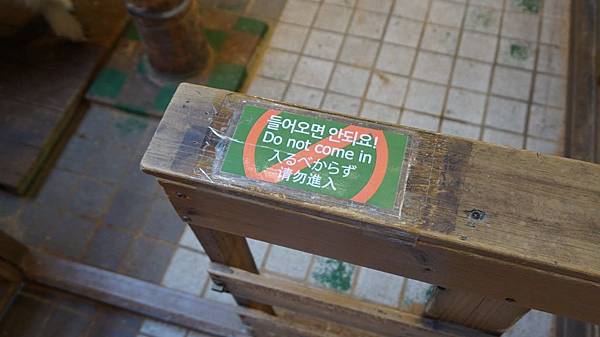 들어오면 안되요!
Do not come in
入るべからず
请勿進入